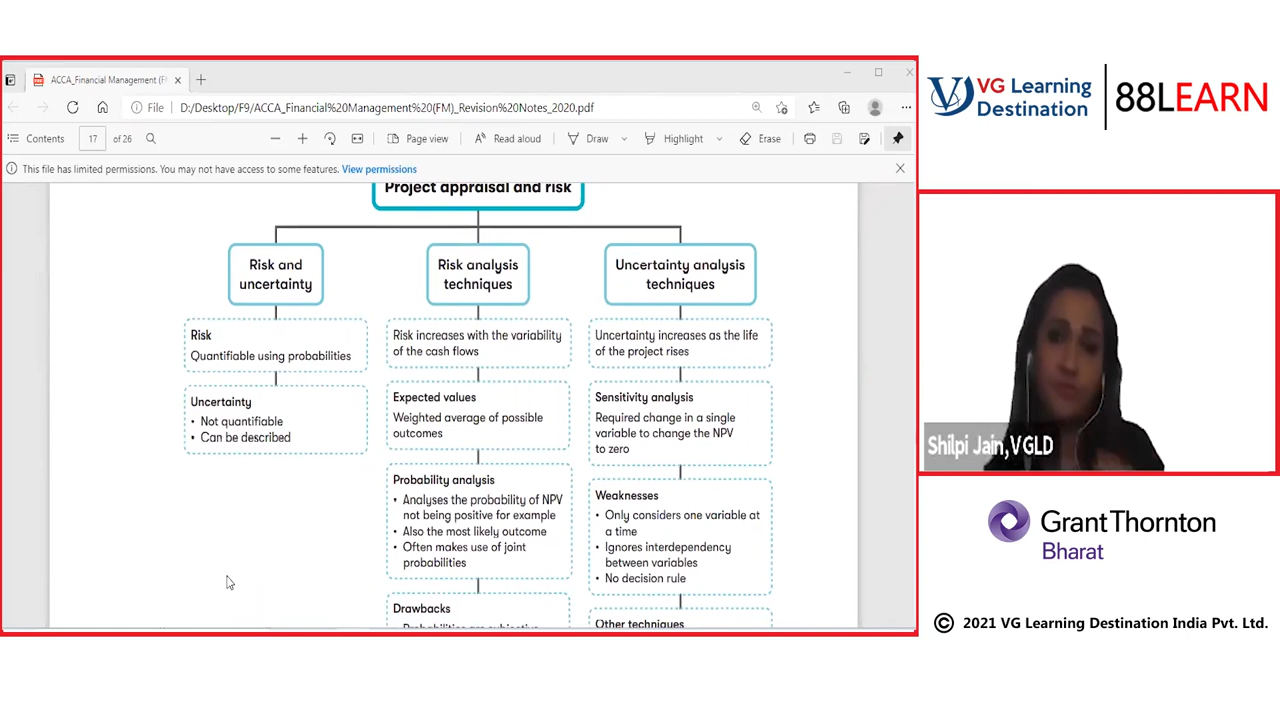 ACCA_Financial Management (F
File
D:/Desktop/F9/ACCA_Financial%20Management%20(FM)_Revision%20Notes_2020.pdf
Contents
17
of 26
Page view
Read aloud
Draw
Highlight
Erase
This file has limited permissions. You may not have access to some features. View permissions
Project appraisal and risk
Risk and
uncertainty
Risk
Quantifiable using probabilities
Uncertainty
• Not quantifiable
• Can be described
Risk analysis
techniques
Risk increases with the variability
of the cash flows
Expected values
Weighted average of possible
outcomes
Probability analysis
• Analyses the probability of NPV
not being positive for example
• Also the most likely outcome
• Often makes use of joint
probabilities
Drawbacks
Probabilities are subjective
Uncertainty analysis
techniques
Uncertainty increases as the life
of the project rises
Sensitivity analysis
Required change in a single
variable to change the NPV
to zero
Weaknesses
• Only considers one variable at
a time
• Ignores interdependency
between variables
• No decision rule
Other techniques
VG Learning
Destination
88LEARN
Shilpi Jain,VGLD
Grant Thornton
Bharat
© 2021 VG Learning Destination India Pvt. Ltd.